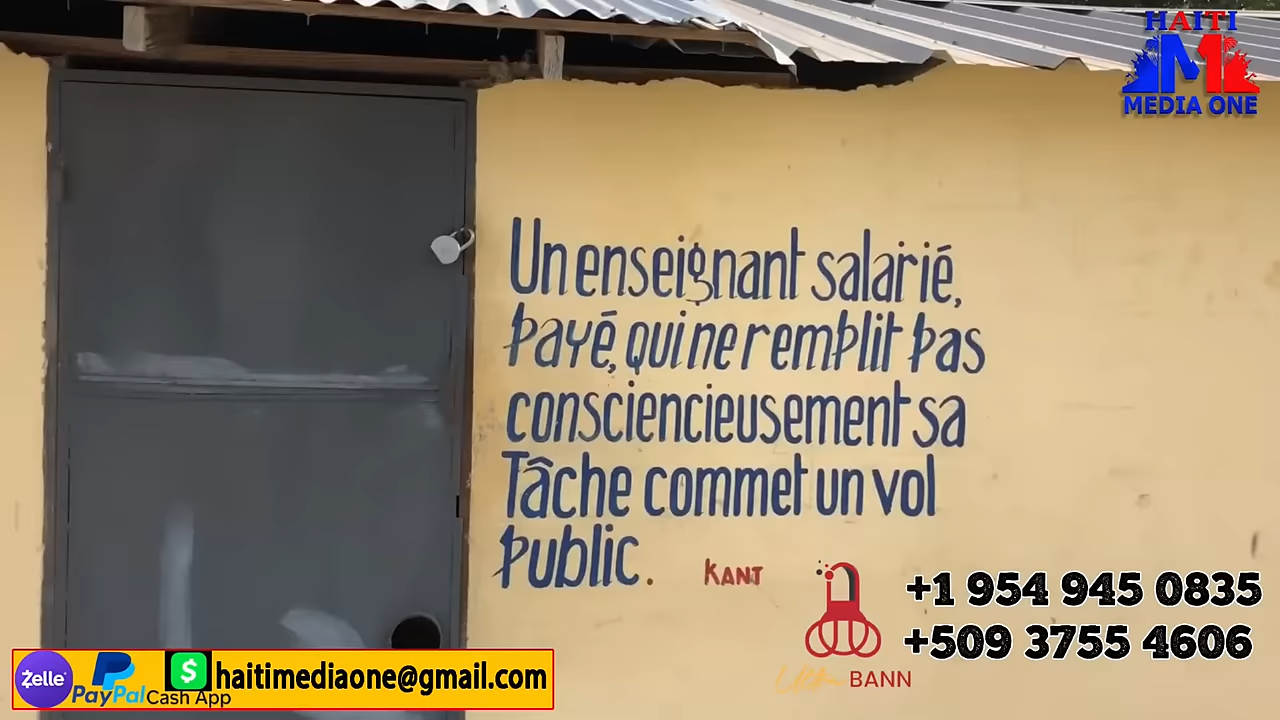 HAITI
M
MEDIA ONE
Un enseignant salarié,
payé, qui ne remplit pas
consciencieusement sa
Tâche commet un vol
public. KANT
+1 954 945 0835
+509 3755 4606
BANN
Zelle PayPal $ Cash App haitimediaone@gmail.com